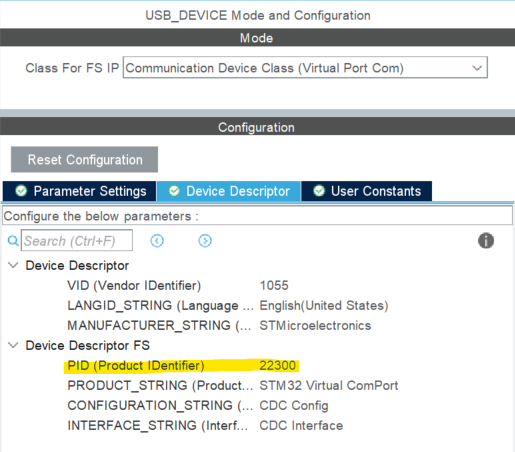 USB_DEVICE Mode and Configuration
Mode
Class For FS IP Communication Device Class (Virtual Port Com)
Configuration
Reset Configuration
Parameter Settings Device Descriptor User Constants
Configure the below parameters :
Search (Ctrl+F)
Device Descriptor
VID (Vendor IDentifier) 1055
LANGID_STRING (Language ... English(United States)
MANUFACTURER_STRING (... STMicroelectronics
Device Descriptor FS
PID (Product IDentifier) 22300
PRODUCT_STRING (Product... STM32 Virtual ComPort
CONFIGURATION_STRING (... CDC Config
INTERFACE_STRING (Interf... CDC Interface